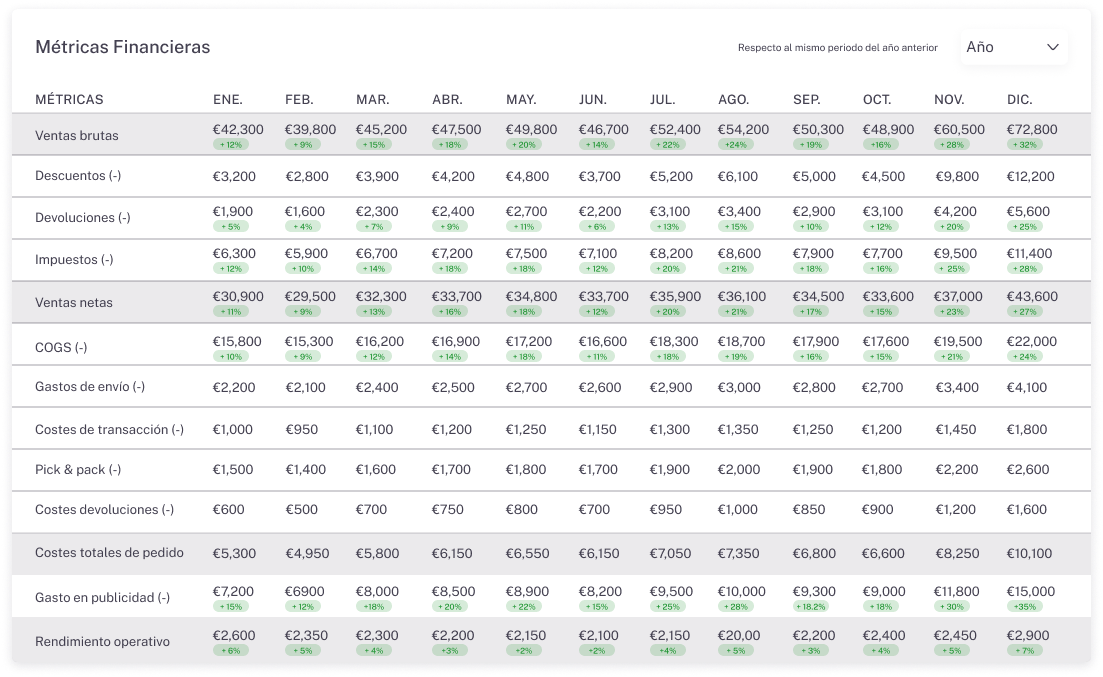 Métricas Financieras
Respecto al mismo periodo del año anterior
Año
MÉTRICAS ENE. FEB. MAR. ABR. MAY. JUN. JUL. AGO. SEP. OCT. NOV. DIC.
Ventas brutas €42,300 €39,800 €45,200 €47,500 €49,800 €46,700 €52,400 €54,200 €50,300 €48,900 €60,500 €72,800
+ 12% + 9% + 15% + 18% + 20% + 14% + 22% +24% + 19% +16% + 28% + 32%
Descuentos (-) €3,200 €2,800 €3,900 €4,200 €4,800 €3,700 €5,200 €6,100 €5,000 €4,500 €9,800 €12,200
Devoluciones (-) €1,900 €1,600 €2,300 €2,400 €2,700 €2,200 €3,100 €3,400 €2,900 €3,100 €4,200 €5,600
+ 5% + 4% + 7% + 9% + 11% + 6% + 13% + 15% + 10% + 12% + 20% + 25%
Impuestos (-) €6,300 €5,900 €6,700 €7,200 €7,500 €7,100 €8,200 €8,600 €7,900 €7,700 €9,500 €11,400
+ 12% + 10% + 14% + 18% + 18% + 12% + 20% + 21% + 18% + 16% + 25% + 28%
Ventas netas €30,900 €29,500 €32,300 €33,700 €34,800 €33,700 €35,900 €36,100 €34,500 €33,600 €37,000 €43,600
+ 11% + 9% + 13% + 16% + 18% + 12% + 20% + 21% + 17% + 15% + 23% + 27%
COGS (-) €15,800 €15,300 €16,200 €16,900 €17,200 €16,600 €18,300 €18,700 €17,900 €17,600 €19,500 €22,000
+ 10% + 9% + 12% + 14% + 18% + 11% + 18% + 19% + 16% + 15% + 21% + 24%
Gastos de envío (-) €2,200 €2,100 €2,400 €2,500 €2,700 €2,600 €2,900 €3,000 €2,800 €2,700 €3,400 €4,100
Costes de transacción (-) €1,000 €950 €1,100 €1,200 €1,250 €1,150 €1,300 €1,350 €1,250 €1,200 €1,450 €1,800
Pick & pack (-) €1,500 €1,400 €1,600 €1,700 €1,800 €1,700 €1,900 €2,000 €1,900 €1,800 €2,200 €2,600
Costes devoluciones (-) €600 €500 €700 €750 €800 €700 €950 €1,000 €850 €900 €1,200 €1,600
Costes totales de pedido €5,300 €4,950 €5,800 €6,150 €6,550 €6,150 €7,050 €7,350 €6,800 €6,600 €8,250 €10,100
Gasto en publicidad (-) €7,200 €6900 €8,000 €8,500 €8,900 €8,200 €9,500 €10,000 €9,300 €9,000 €11,800 €15,000
+ 15% + 12% +18% + 20% + 22% + 15% + 25% + 28% + 18.2% + 18% + 30% +35%
Rendimiento operativo €2,600 €2,350 €2,300 €2,200 €2,150 €2,100 €2,150 €20,00 €2,200 €2,400 €2,450 €2,900
+ 6% + 5% + 4% +3% +2% +2% +4% + 5% + 3% + 4% + 5% + 7%